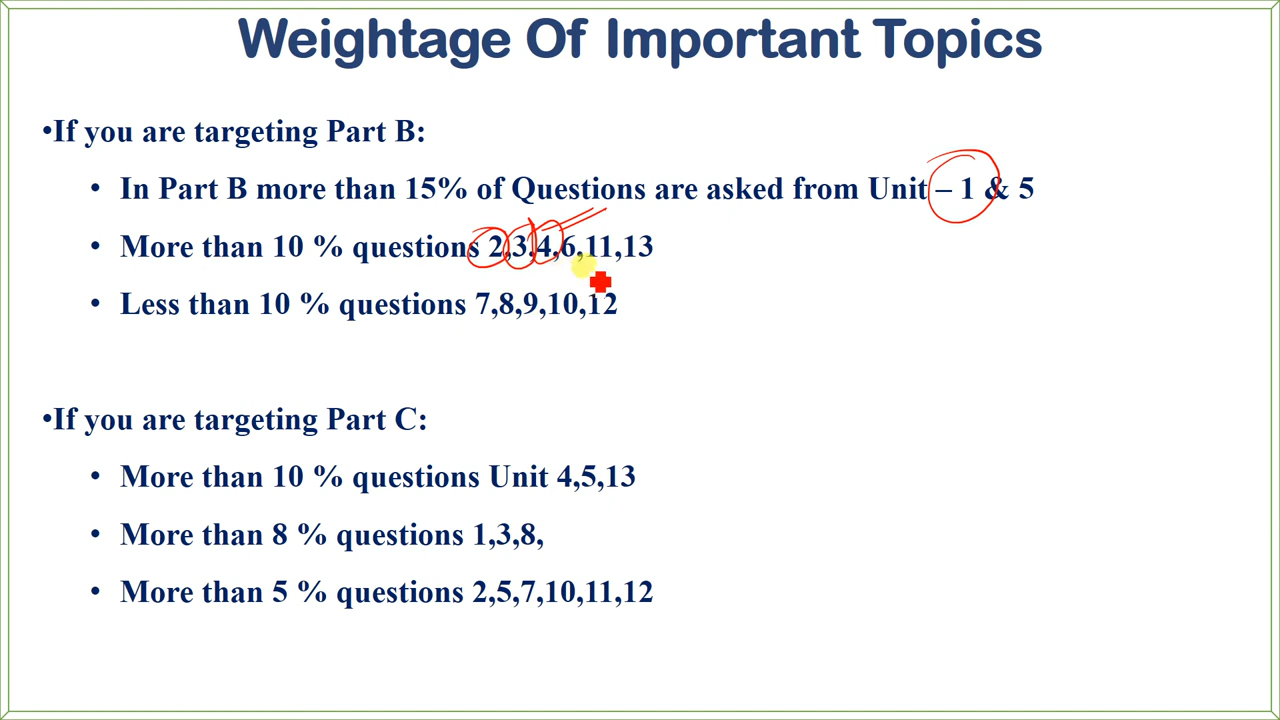 Weightage Of Important Topics
•If you are targeting Part B:
• In Part B more than 15% of Questions are asked from Unit – 1 & 5
• More than 10 % questions 2,3,4,6,11,13
• Less than 10 % questions 7,8,9,10,12
•If you are targeting Part C:
• More than 10 % questions Unit 4,5,13
• More than 8 % questions 1,3,8,
• More than 5 % questions 2,5,7,10,11,12